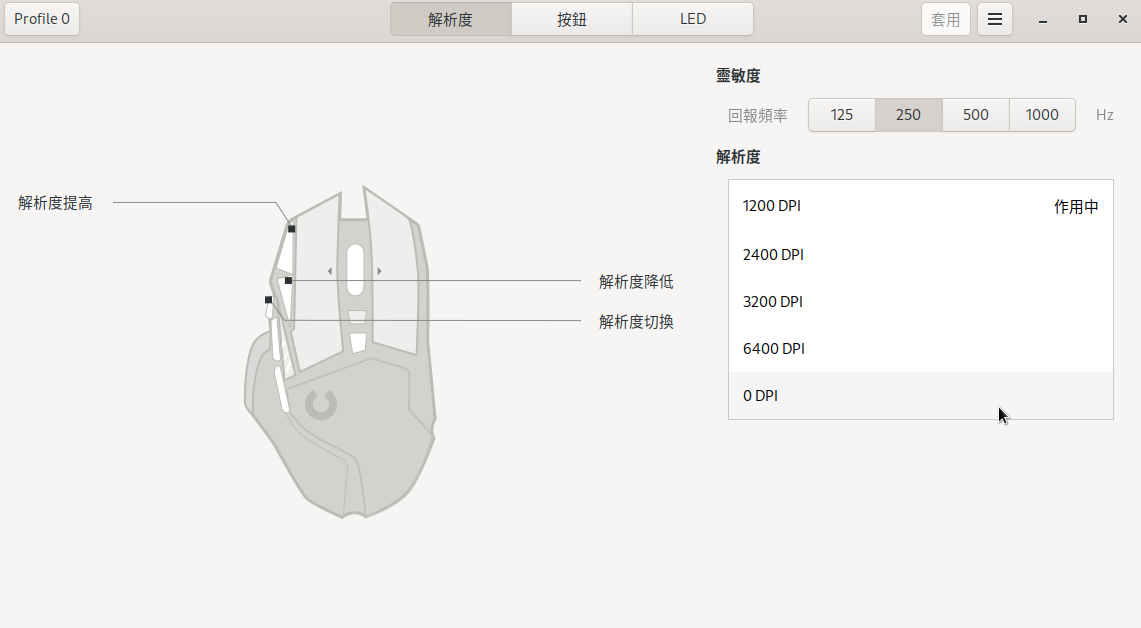 Profile 0
解析度
按鈕
LED
套用
靈敏度
回報頻率
125
250
500
1000
Hz
解析度
解析度提高
解析度降低
解析度切換
1200 DPI
作用中
2400 DPI
3200 DPI
6400 DPI
0 DPI